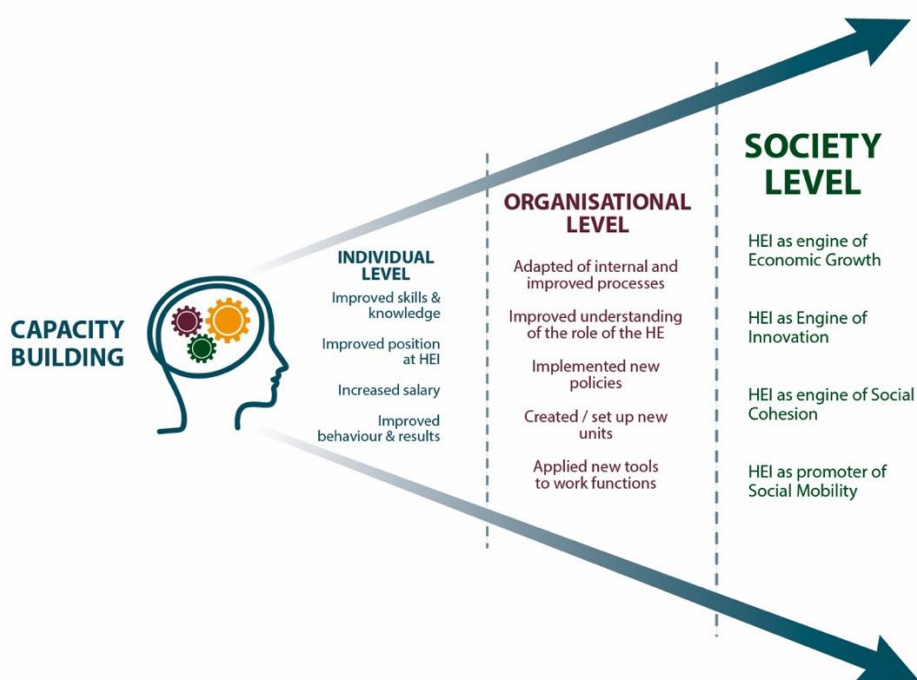 CAPACITY
BUILDING
INDIVIDUAL
LEVEL
Improved skills &
knowledge
Improved position
at HEI
Increased salary
Improved
behaviour & results
ORGANISATIONAL
LEVEL
Adapted of internal and
improved processes
Improved understanding
of the role of the HE
Implemented new
policies
Created / set up new
units
Applied new tools
to work functions
SOCIETY
LEVEL
HEI as engine of
Economic Growth
HEI as Engine of
Innovation
HEI as engine of Social
Cohesion
HEI as promoter of
Social Mobility